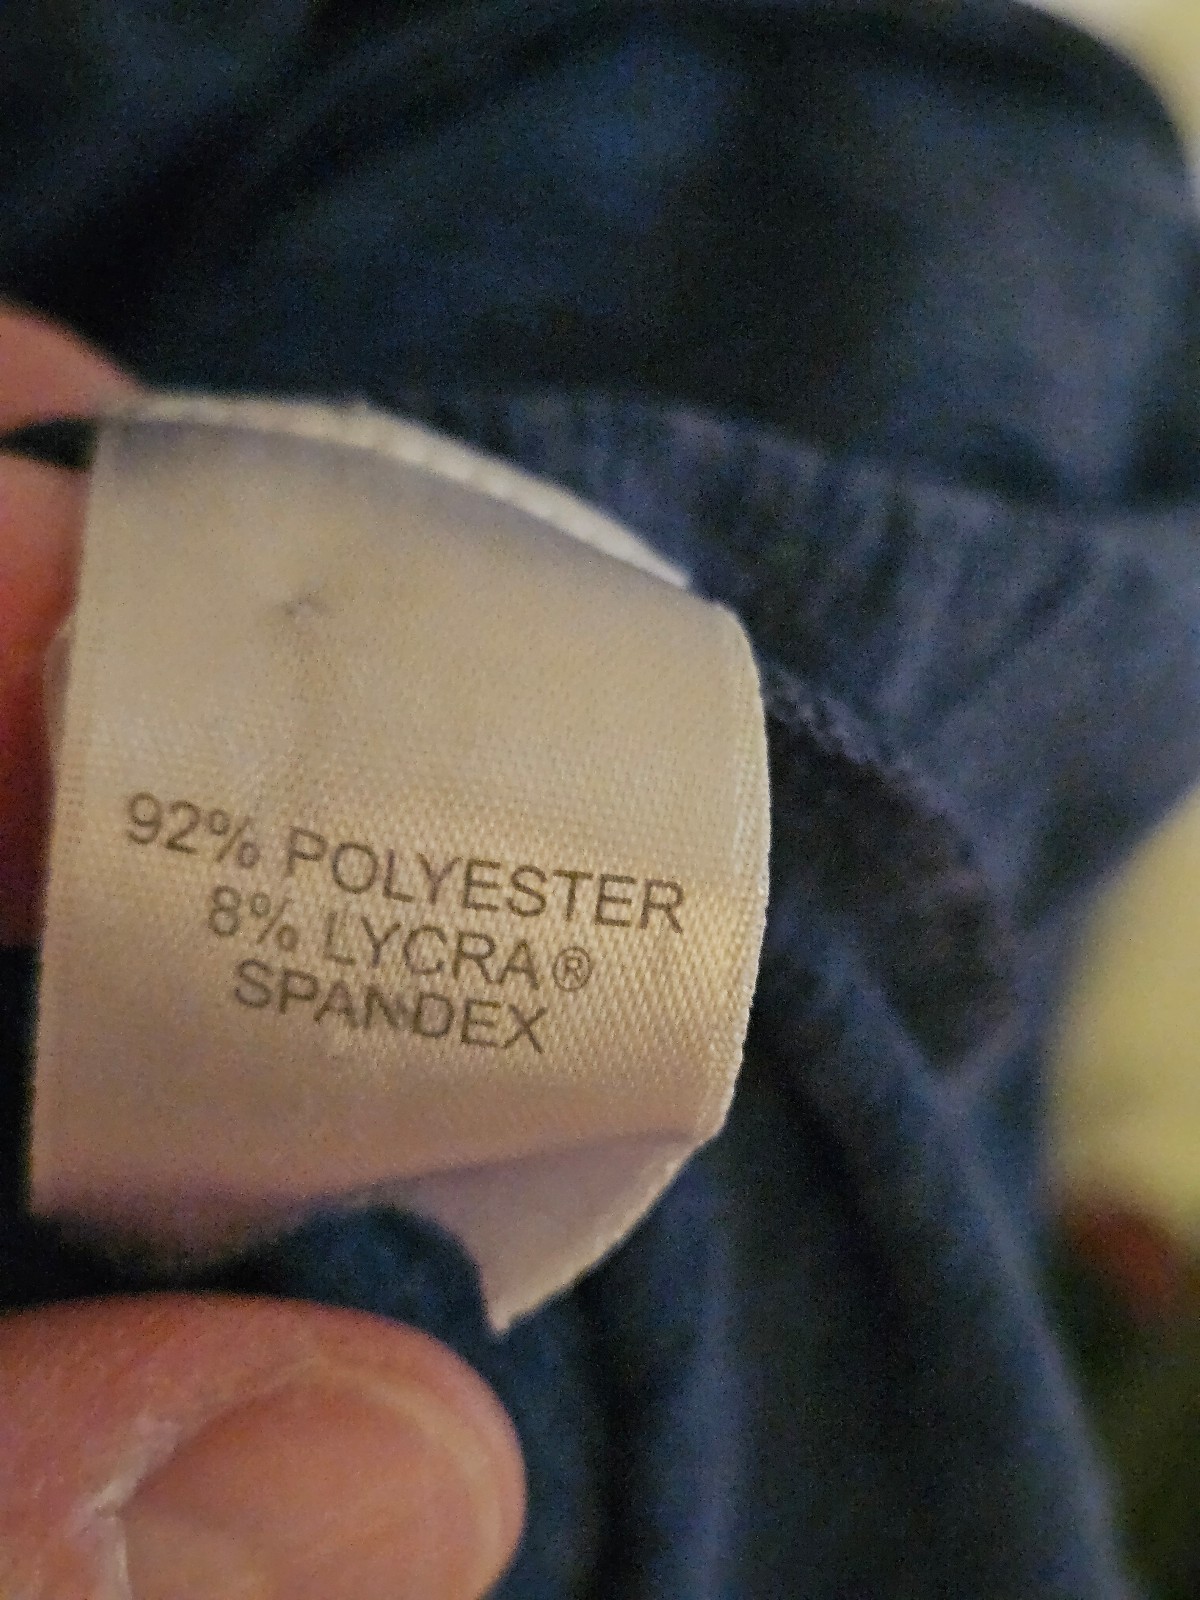 92% POLYESTER
8% LYCRA®
SPANDEX